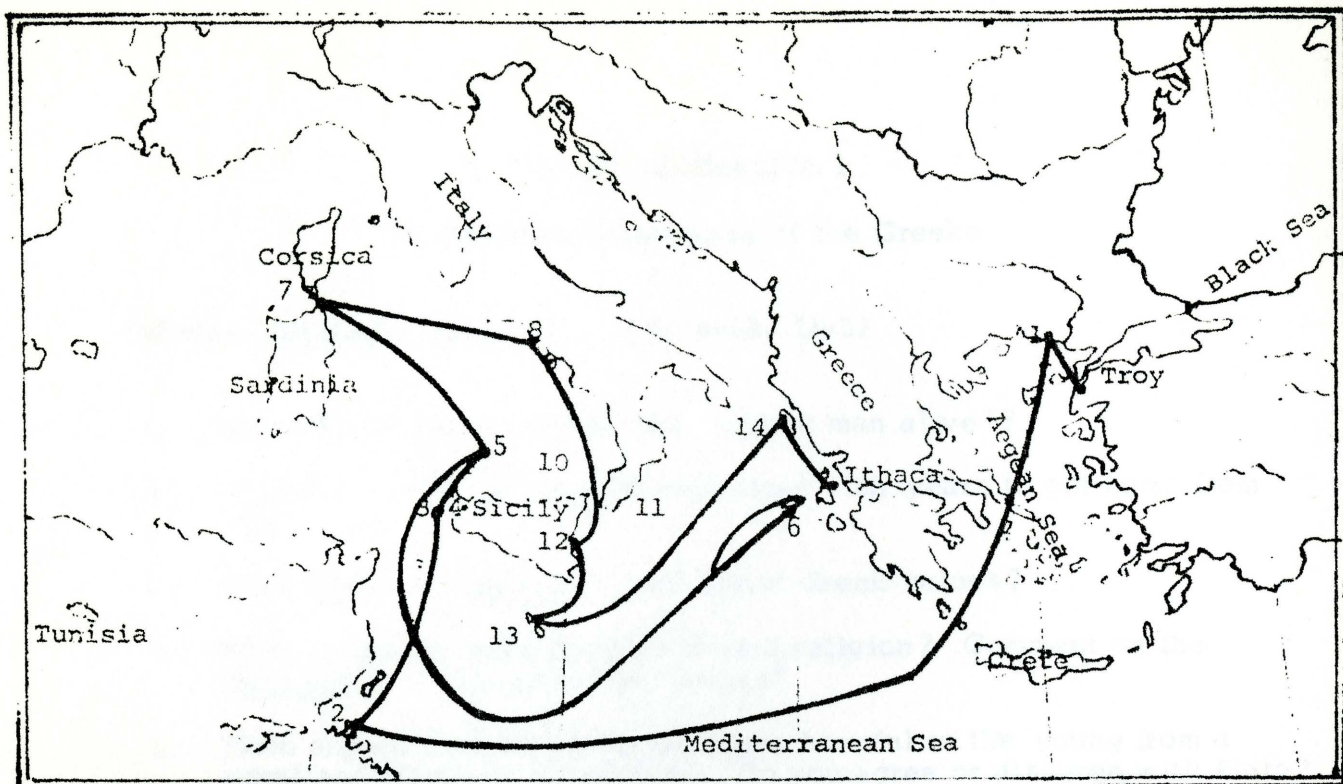 Italy
Corsica
7
8
Black Sea
Greece
1
Sardinia
Troy
14
5
10
Aegean Sea
Ithaca
3 4 Sicily
11
6
12
13
Tunisia
Crete
2
Mediterranean Sea